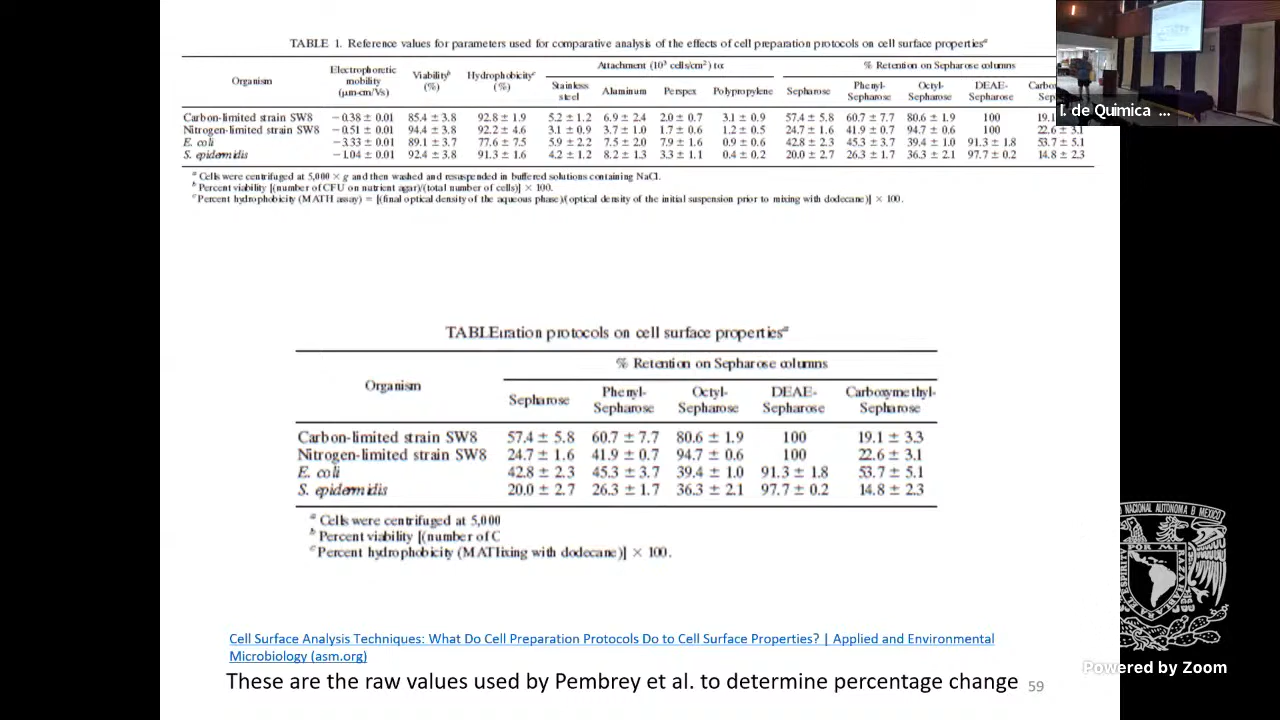 TABLE 1. Reference values for parameters used for comparative analysis of the effects of cell preparation protocols on cell surface properties^a
Organism Electrophoretic mobility (μm·cm/Vs) Viability^b (%) Hydrophobicity^c (%) Attachment (10³ cells/cm²) to: % Retention on Sepharose columns
Stainless steel Aluminum Perspex Polypropylene Sepharose Phenyl-Sepharose Octyl-Sepharose DEAE-Sepharose
Carbon-limited strain SW8 −0.38 ± 0.01 85.4 ± 3.8 92.8 ± 1.9 5.2 ± 1.2 6.9 ± 2.4 2.0 ± 0.7 3.1 ± 0.9 57.4 ± 5.8 60.7 ± 7.7 80.6 ± 1.9 100 19.1
Nitrogen-limited strain SW8 −0.51 ± 0.01 94.4 ± 3.8 92.2 ± 4.6 3.1 ± 0.9 3.7 ± 1.0 1.7 ± 0.6 1.2 ± 0.5 24.7 ± 1.6 41.9 ± 0.7 94.7 ± 0.6 100 22.6 ± 3.1
E. coli −3.33 ± 0.01 89.1 ± 3.7 77.6 ± 7.5 5.9 ± 2.2 7.5 ± 2.0 7.9 ± 1.6 0.9 ± 0.6 42.8 ± 2.3 45.3 ± 3.7 39.4 ± 1.0 91.3 ± 1.8 53.7 ± 5.1
S. epidermidis −1.04 ± 0.01 92.4 ± 3.8 91.3 ± 1.6 4.2 ± 1.2 8.2 ± 1.3 3.3 ± 1.1 0.4 ± 0.2 20.0 ± 2.7 26.3 ± 1.7 36.3 ± 2.1 97.7 ± 0.2 14.8 ± 2.3
^a Cells were centrifuged at 5,000 × g and then washed and resuspended in buffered solutions containing NaCl.
^b Percent viability [(number of CFU on nutrient agar)/(total number of cells)] × 100.
^c Percent hydrophobicity (MATH assay) = [(final optical density of the aqueous phase)/(optical density of the initial suspension prior to mixing with dodecane)] × 100.
I. de Quimica ...
TABLEuration protocols on cell surface properties^a
% Retention on Sepharose columns
Organism Sepharose Phenyl-Sepharose Octyl-Sepharose DEAE-Sepharose Carboxymethyl-Sepharose
Carbon-limited strain SW8 57.4 ± 5.8 60.7 ± 7.7 80.6 ± 1.9 100 19.1 ± 3.3
Nitrogen-limited strain SW8 24.7 ± 1.6 41.9 ± 0.7 94.7 ± 0.6 100 22.6 ± 3.1
E. coli 42.8 ± 2.3 45.3 ± 3.7 39.4 ± 1.0 91.3 ± 1.8 53.7 ± 5.1
S. epidermidis 20.0 ± 2.7 26.3 ± 1.7 36.3 ± 2.1 97.7 ± 0.2 14.8 ± 2.3
^a Cells were centrifuged at 5,000
^b Percent viability [(number of C
^c Percent hydrophobicity (MATIixing with dodecane)] × 100.
Cell Surface Analysis Techniques: What Do Cell Preparation Protocols Do to Cell Surface Properties? | Applied and Environmental
Microbiology (asm.org)
These are the raw values used by Pembrey et al. to determine percentage change
59
Powered by Zoom